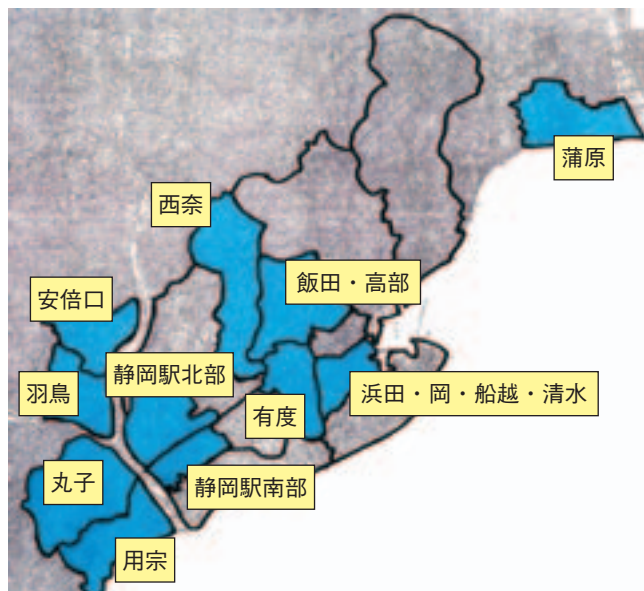 蒲原
西奈
飯田・高部
安倍口
静岡駅北部
羽鳥
浜田・岡・船越・清水
有度
丸子
静岡駅南部
用宗